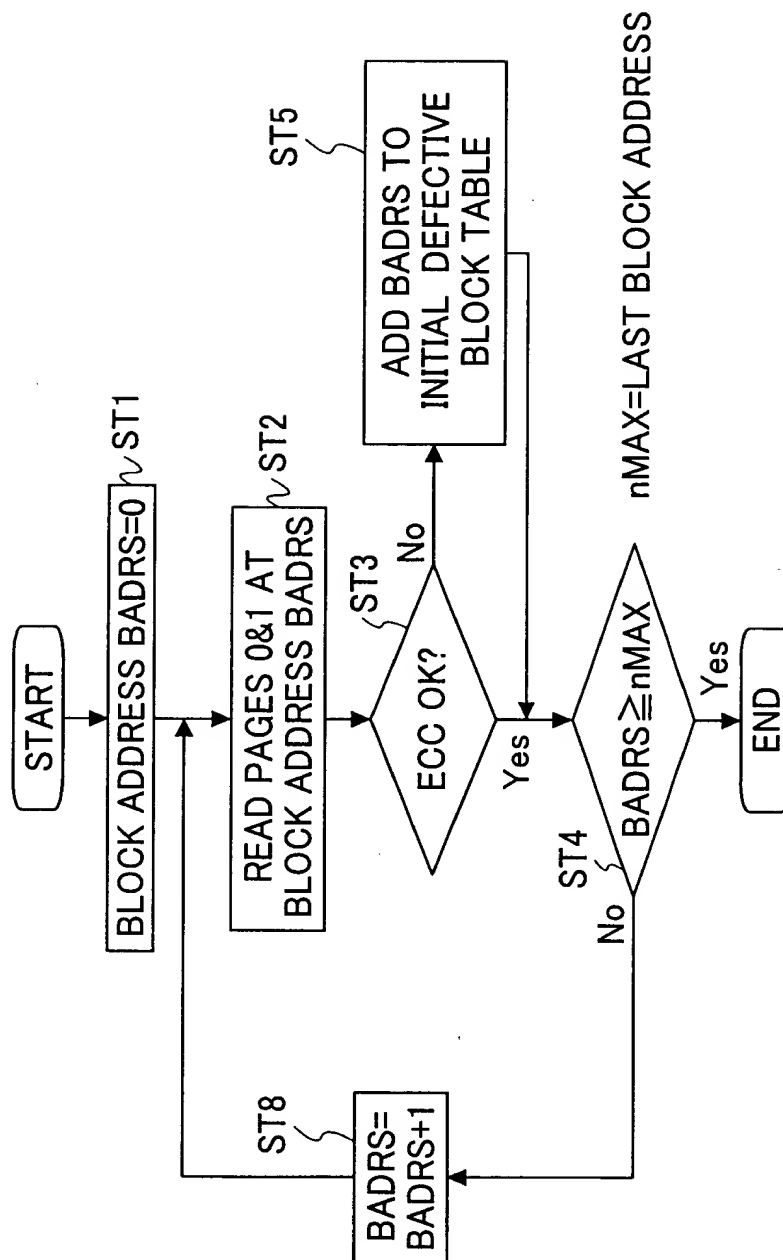 START
BLOCK ADDRESS BADRS=0
ST1
READ PAGES 0&1 AT
BLOCK ADDRESS BADRS
ST2
ECC OK?
ST3
No
Yes
ADD BADRS TO
INITIAL DEFECTIVE
BLOCK TABLE
ST5
BADRS≧nMAX
ST4
No
Yes
BADRS=
BADRS+1
ST8
END
nMAX=LAST BLOCK ADDRESS